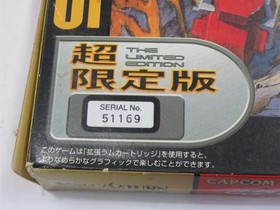 超
THE
LIMITED
EDITION
限定版
SERIAL No.
51169
このゲームは「拡張ラムカートリッジ」を使用すると、
よりなめらかなグラフィックで楽しむことができます。
CAPCOM